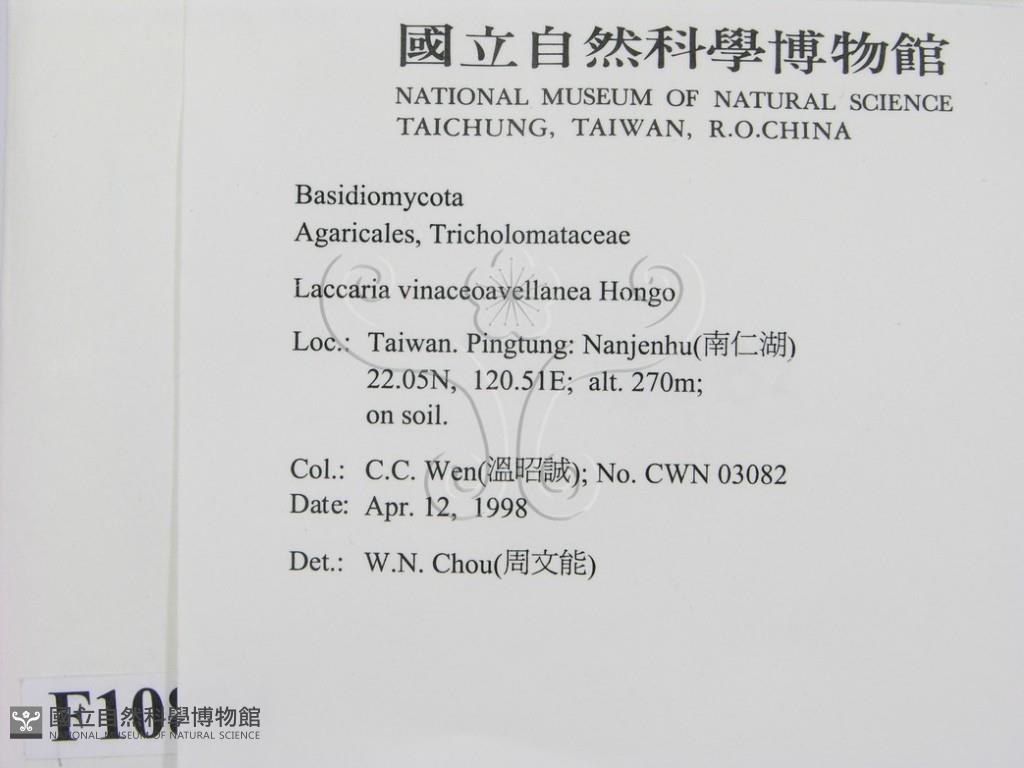 國立自然科學博物館
NATIONAL MUSEUM OF NATURAL SCIENCE
TAICHUNG, TAIWAN, R.O.CHINA
Basidiomycota
Agaricales, Tricholomataceae
Laccaria vinaceoavellanea Hongo
Loc.: Taiwan. Pingtung: Nanjenhu(南仁湖)
22.05N, 120.51E; alt. 270m;
on soil.
Col.: C.C. Wen(溫昭誠); No. CWN 03082
Date: Apr. 12, 1998
Det.: W.N. Chou(周文能)
國立自然科學博物館
NATIONAL MUSEUM OF NATURAL SCIENCE